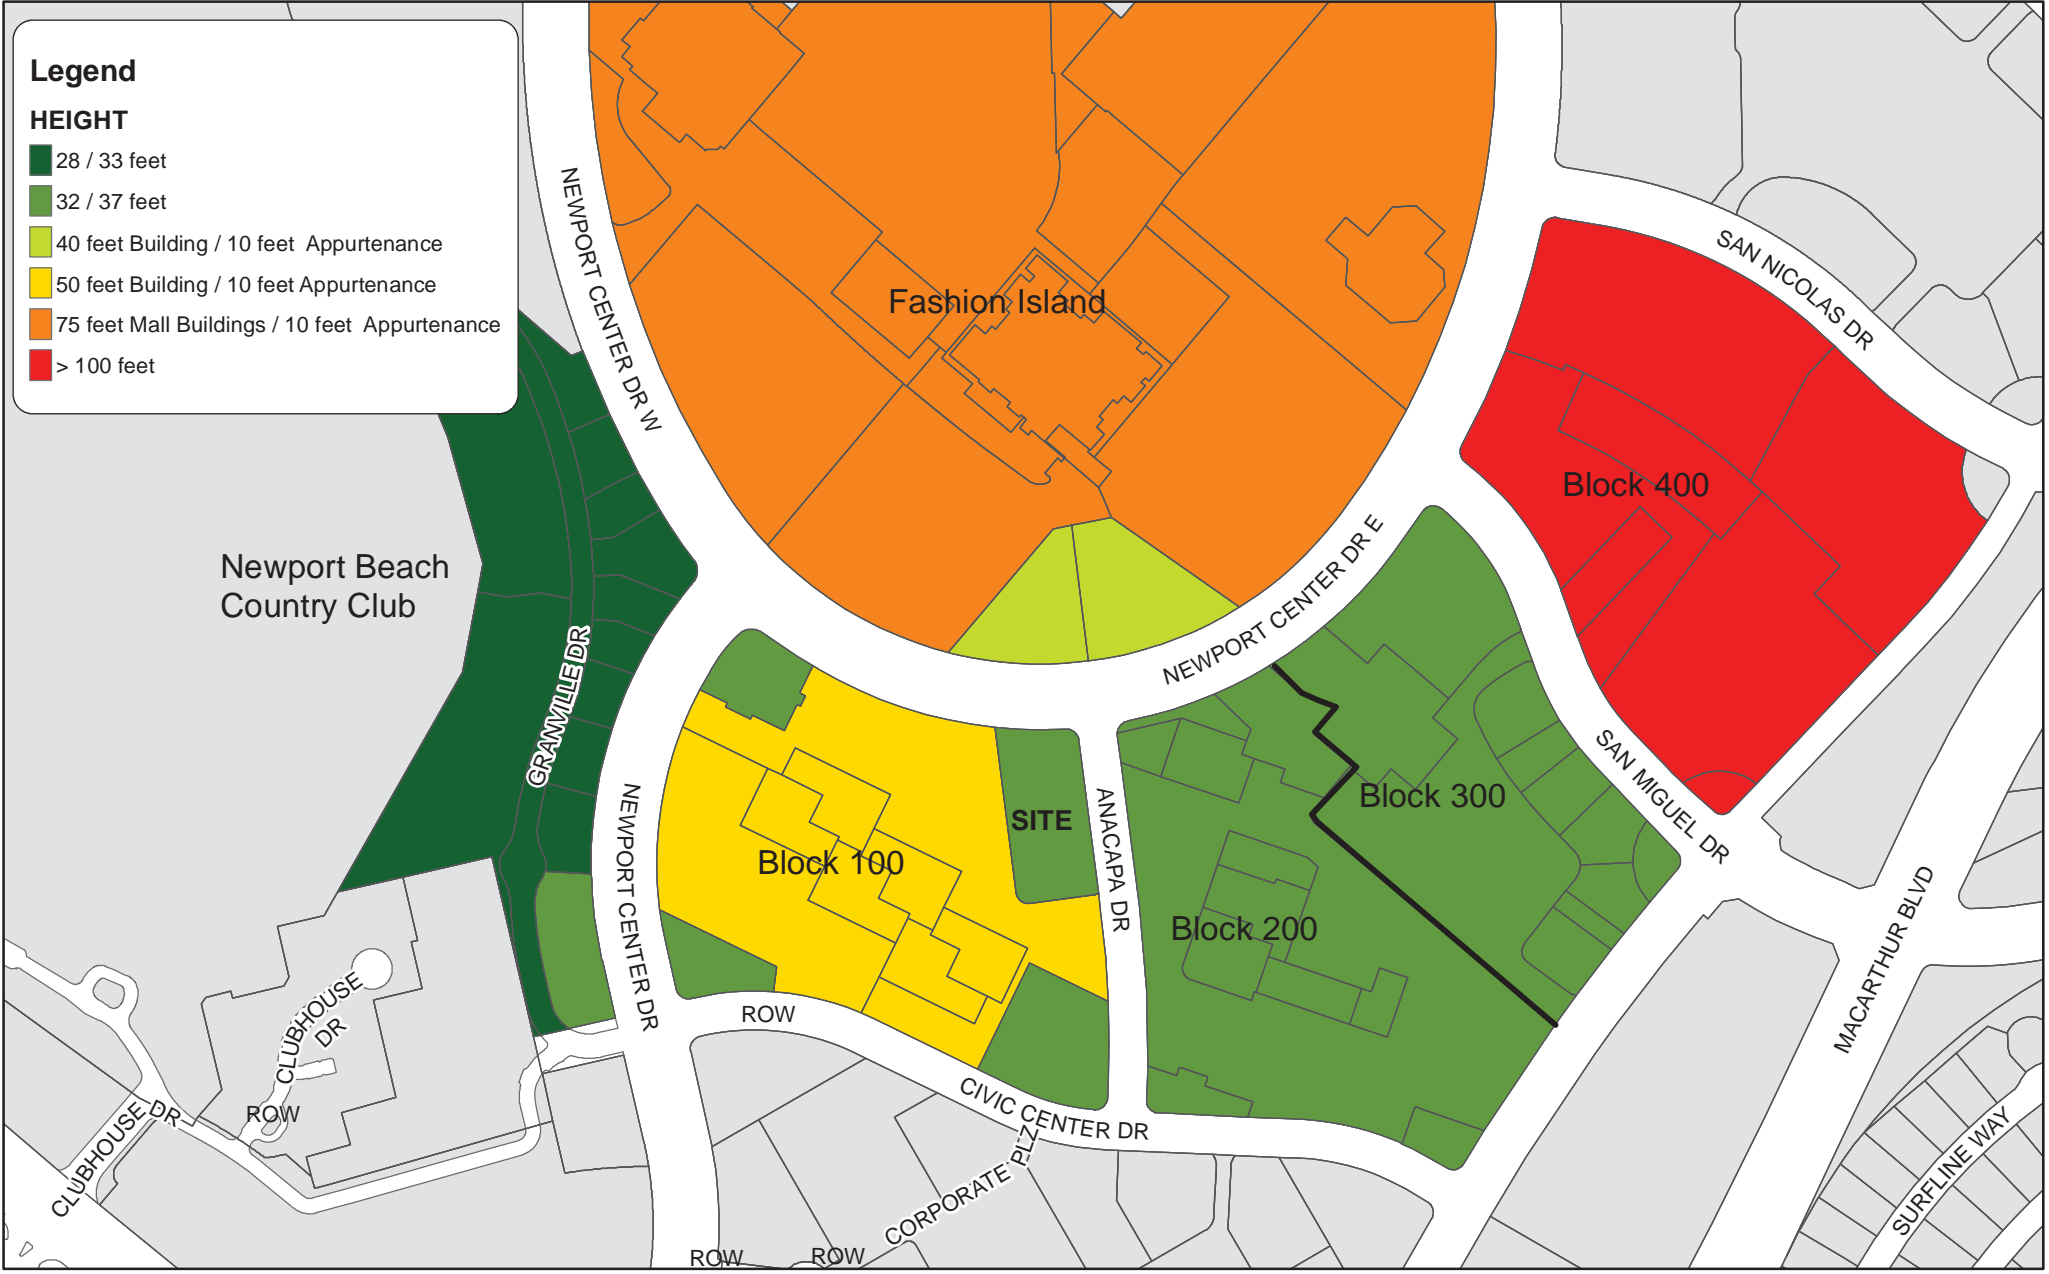 Legend
HEIGHT
28 / 33 feet
32 / 37 feet
40 feet Building / 10 feet Appurtenance
50 feet Building / 10 feet Appurtenance
75 feet Mall Buildings / 10 feet Appurtenance
> 100 feet
NEWPORT CENTER DR W
Fashion Island
SAN NICOLAS DR
Block 400
Newport Beach
Country Club
NEWPORT CENTER DR E
GRANVILLE DR
SAN MIGUEL DR
Block 300
SITE
ANACAPA DR
Block 100
NEWPORT CENTER DR
Block 200
MACARTHUR BLVD
CLUBHOUSE
DR
ROW
ROW
CLUBHOUSE DR
CIVIC CENTER DR
CORPORATE PLZ
SURFLINE WAY
ROW
ROW